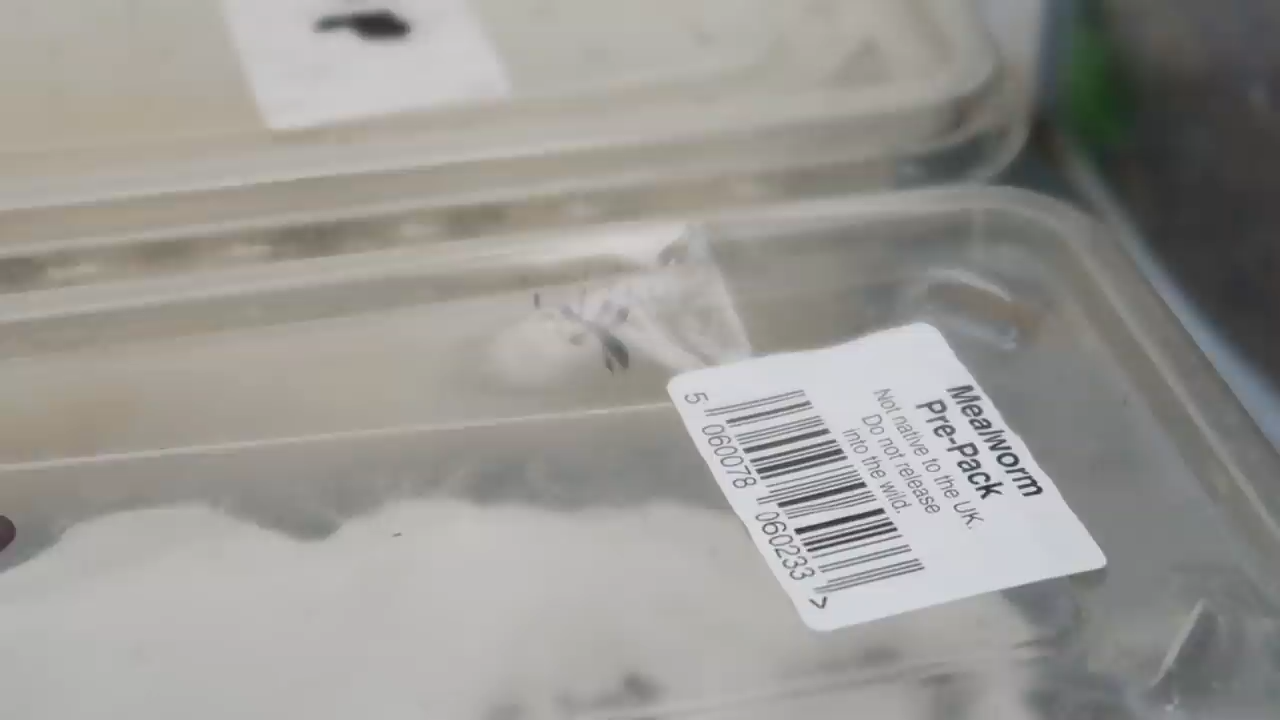 Mealworm
Pre-Pack
Not native to the UK.
Do not release
into the wild.
5 060078 060233 >